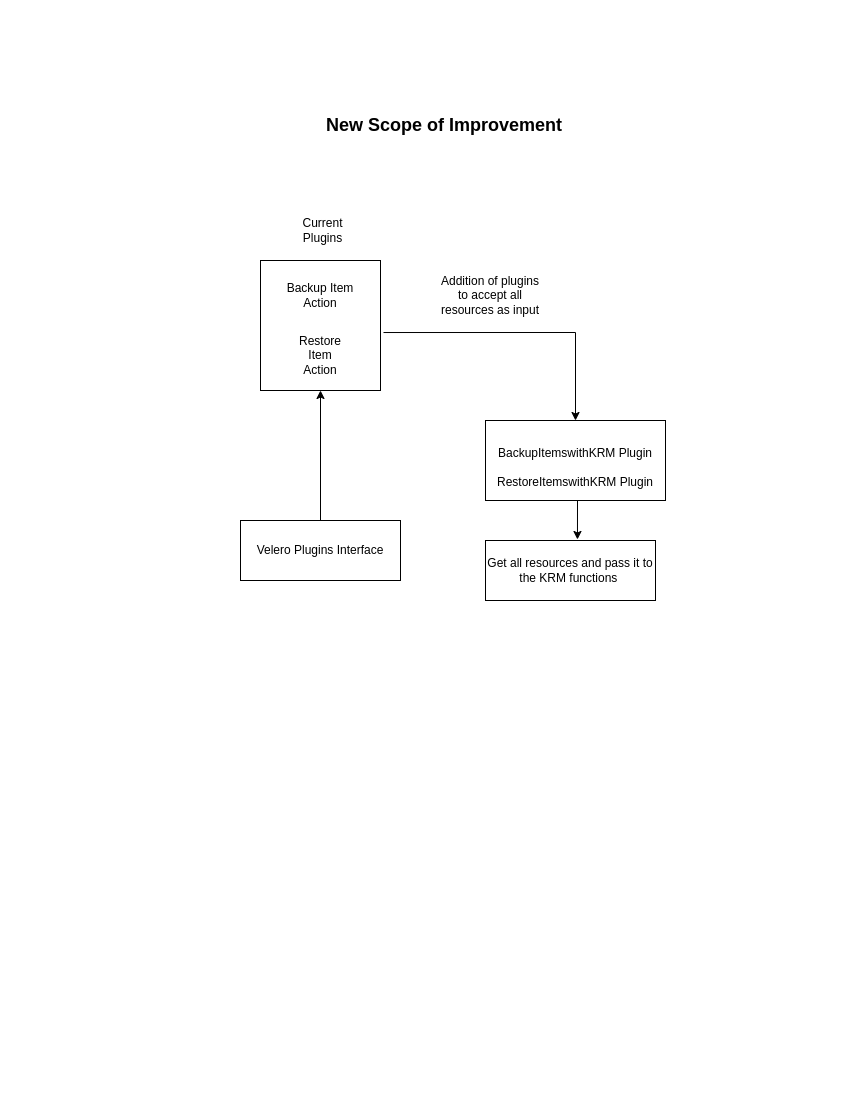 New Scope of Improvement
Current
Plugins
Backup Item
Action
Restore
Item
Action
Addition of plugins
to accept all
resources as input
BackupItemswithKRM Plugin
RestoreItemswithKRM Plugin
Velero Plugins Interface
Get all resources and pass it to
the KRM functions